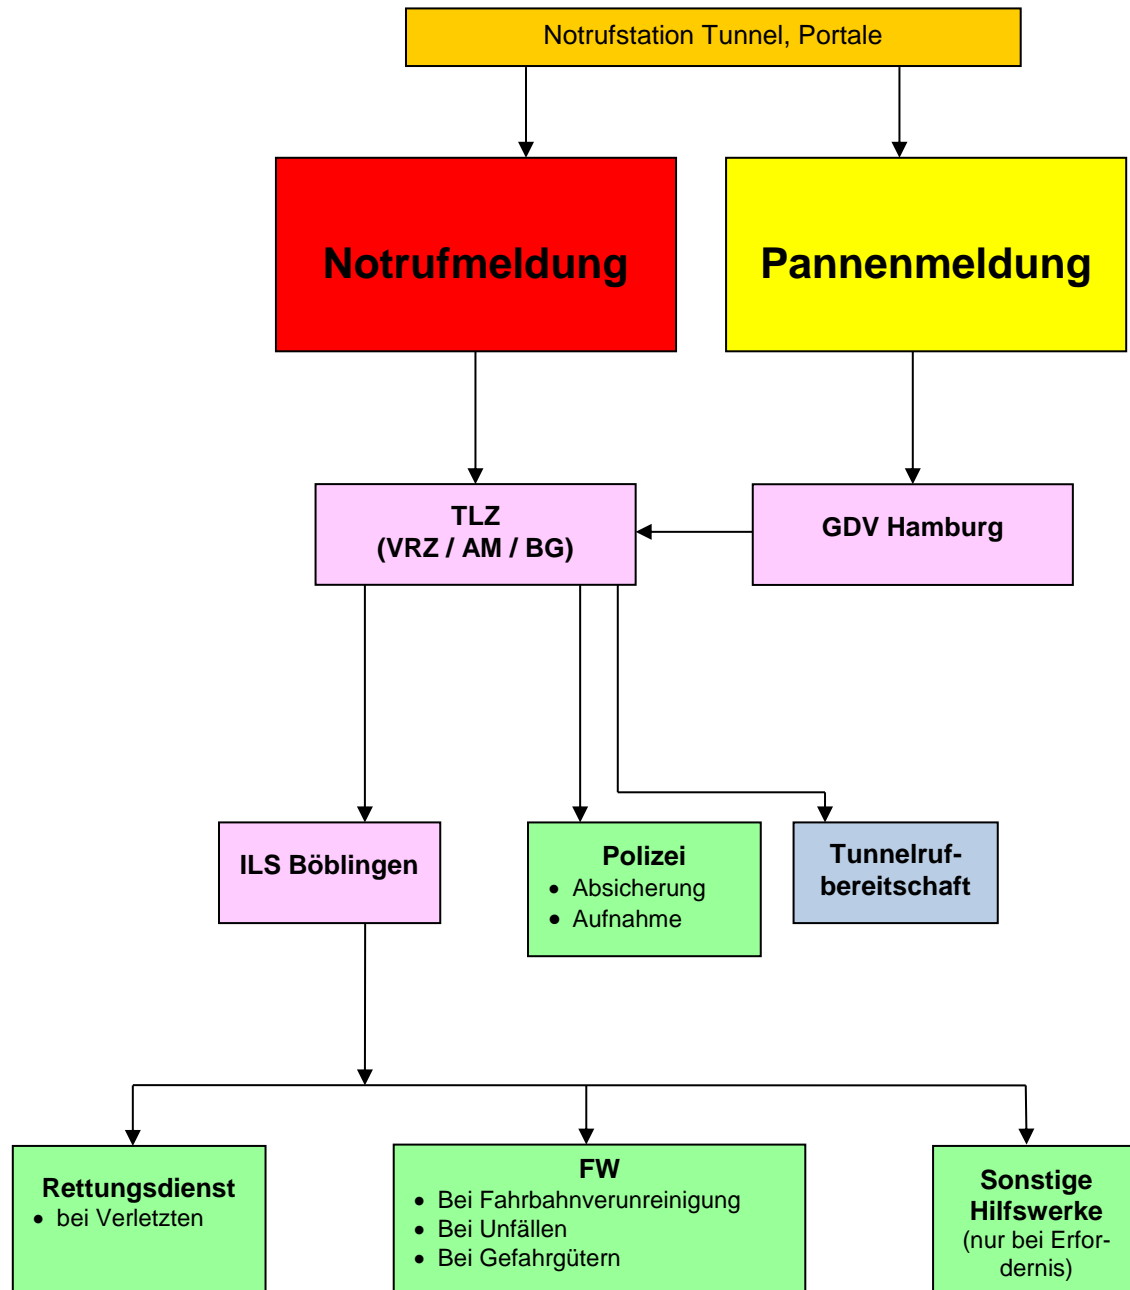 Notrufstation Tunnel, Portale
Notrufmeldung
Pannenmeldung
TLZ
(VRZ / AM / BG)
GDV Hamburg
ILS Böblingen
Polizei
• Absicherung
• Aufnahme
Tunnelruf-
bereitschaft
Rettungsdienst
• bei Verletzten
FW
• Bei Fahrbahnverunreinigung
• Bei Unfällen
• Bei Gefahrgütern
Sonstige
Hilfswerke
(nur bei Erfor-
dernis)